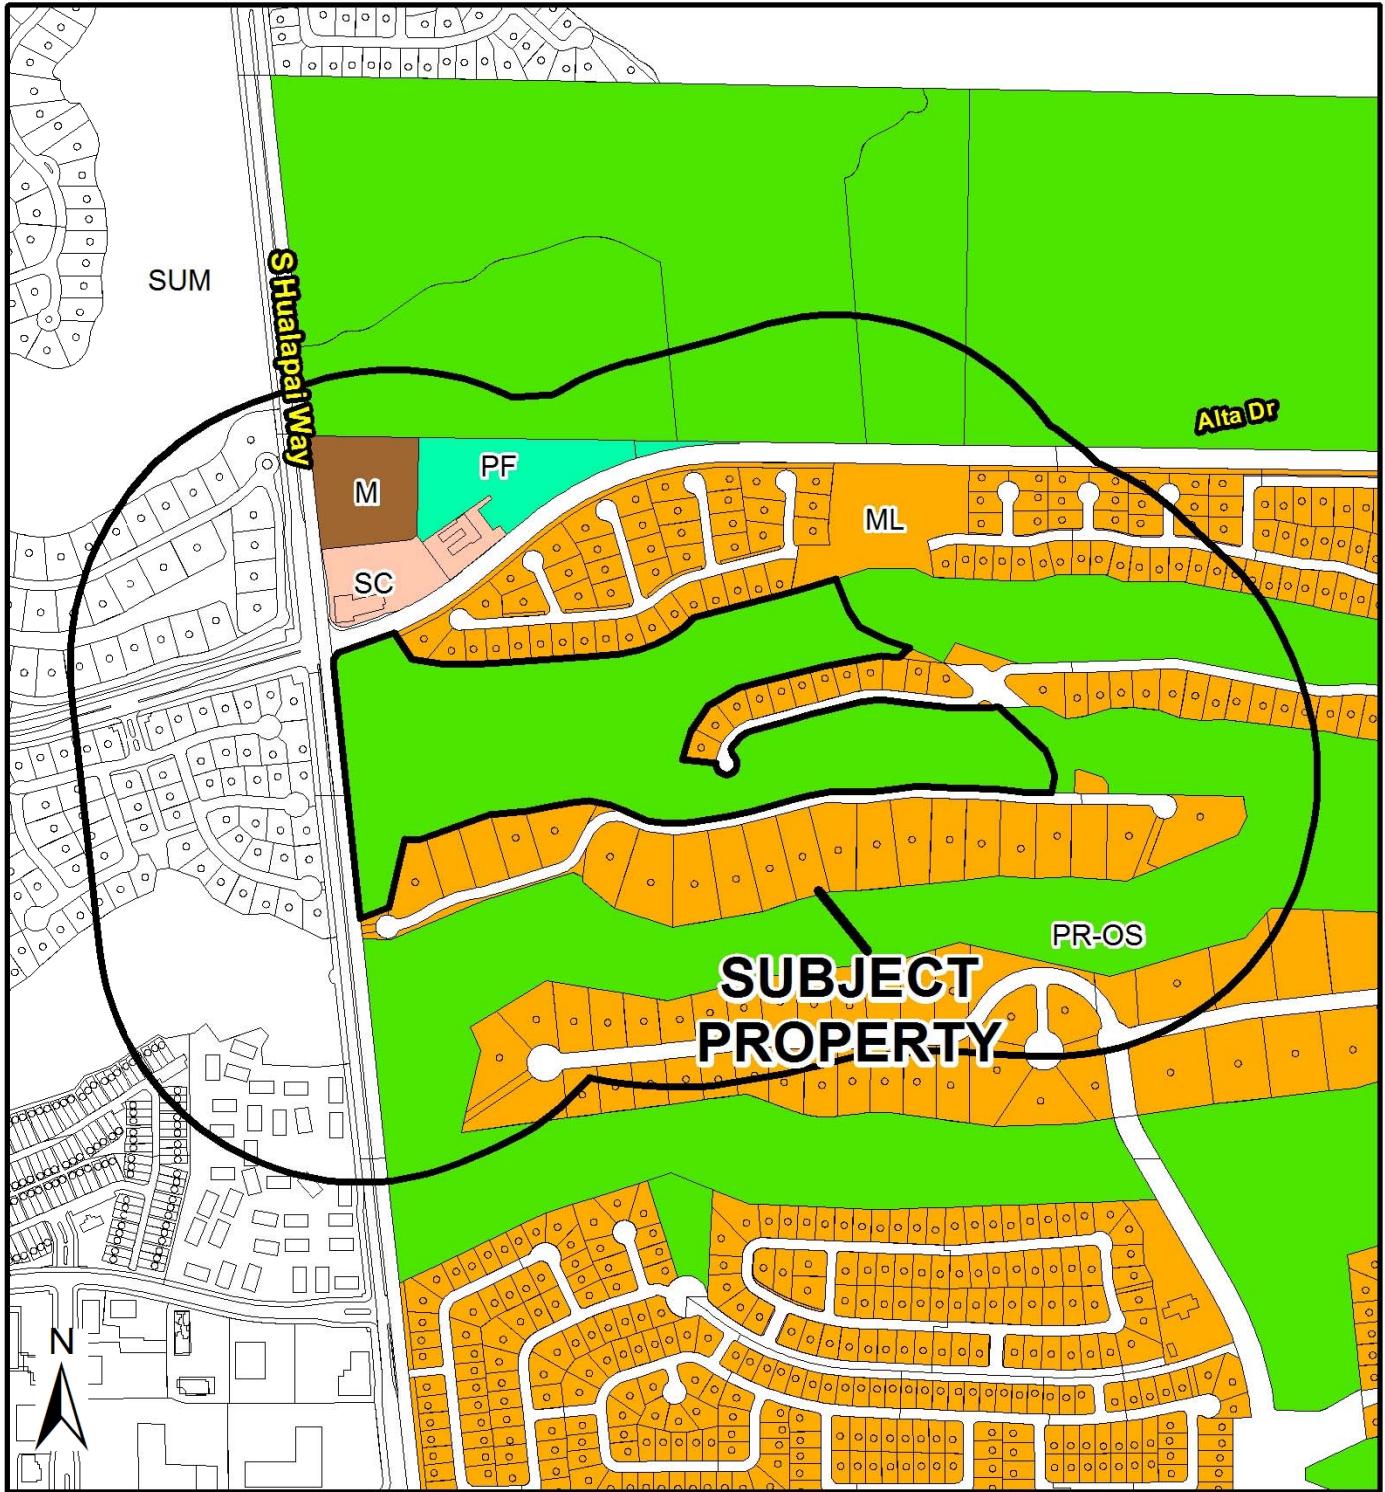 SUM
S Hualapai Way
Alta Dr
M
PF
ML
SC
PR-OS
SUBJECT
PROPERTY
N